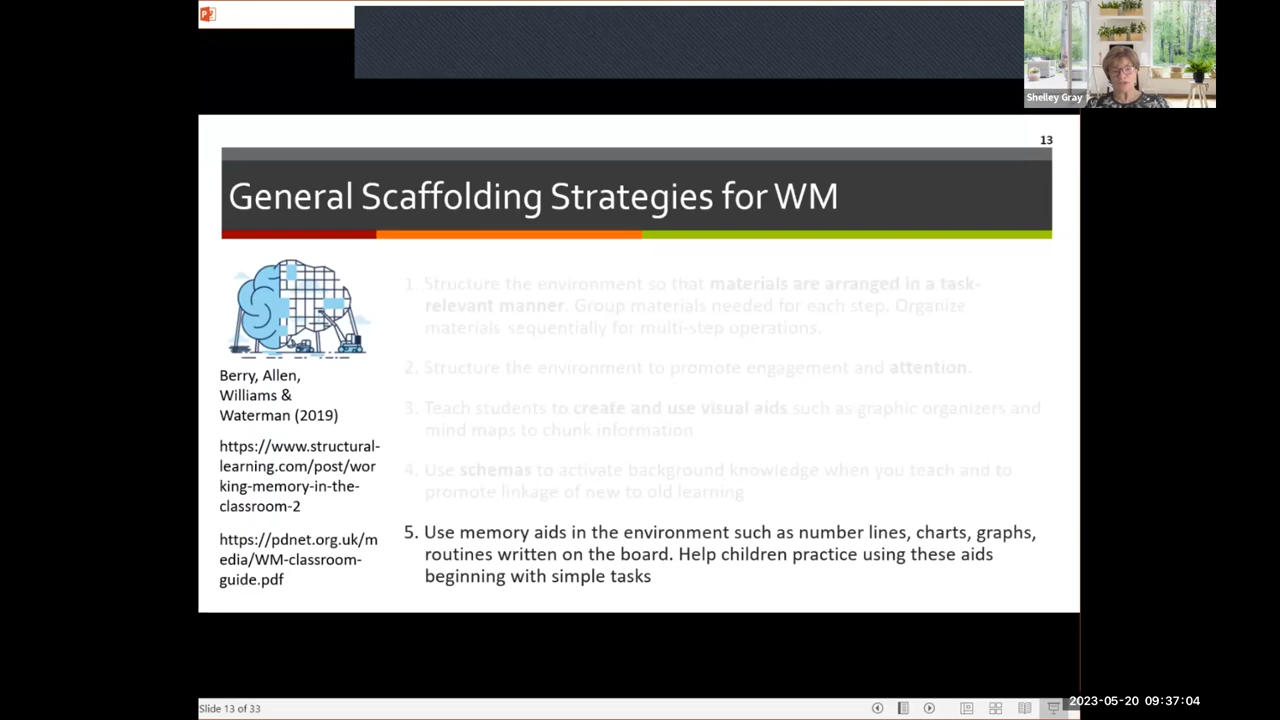 Shelley Gray
13
General Scaffolding Strategies for WM
1. Structure the environment so that materials are arranged in a task-
relevant manner. Group materials needed for each step. Organize
materials sequentially for multi-step operations.
2. Structure the environment to promote engagement and attention.
3. Teach students to create and use visual aids such as graphic organizers and
mind maps to chunk information
4. Use schemas to activate background knowledge when you teach and to
promote linkage of new to old learning
5. Use memory aids in the environment such as number lines, charts, graphs,
routines written on the board. Help children practice using these aids
beginning with simple tasks
Berry, Allen,
Williams &
Waterman (2019)
https://www.structural-
learning.com/post/wor
king-memory-in-the-
classroom-2
https://pdnet.org.uk/m
edia/WM-classroom-
guide.pdf
Slide 13 of 33
2023-05-20 09:37:04